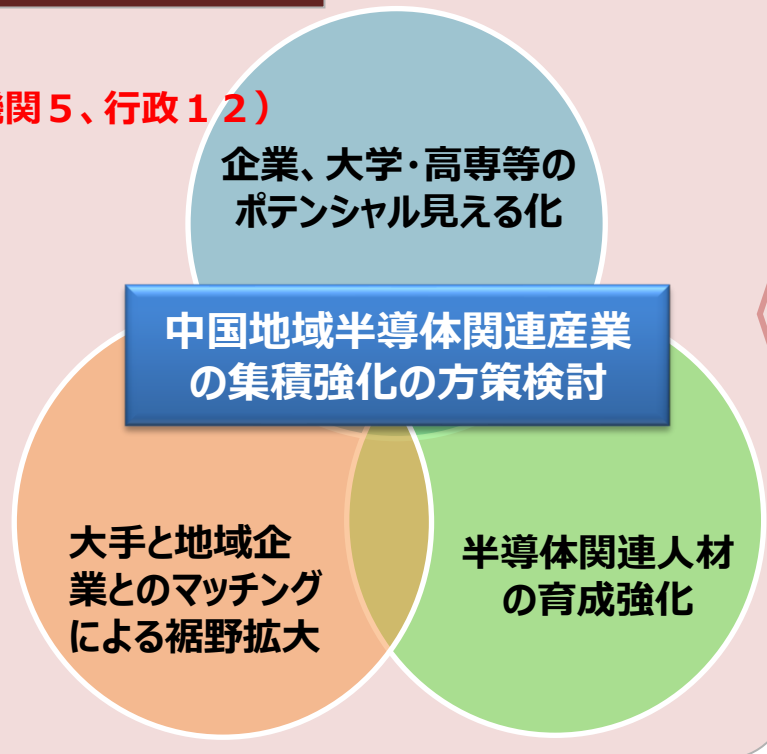 関5、行政12)
企業、大学・高専等の
ポテンシャル見える化
中国地域半導体関連産業
の集積強化の方策検討
大手と地域企
業とのマッチング
による裾野拡大
半導体関連人材
の育成強化